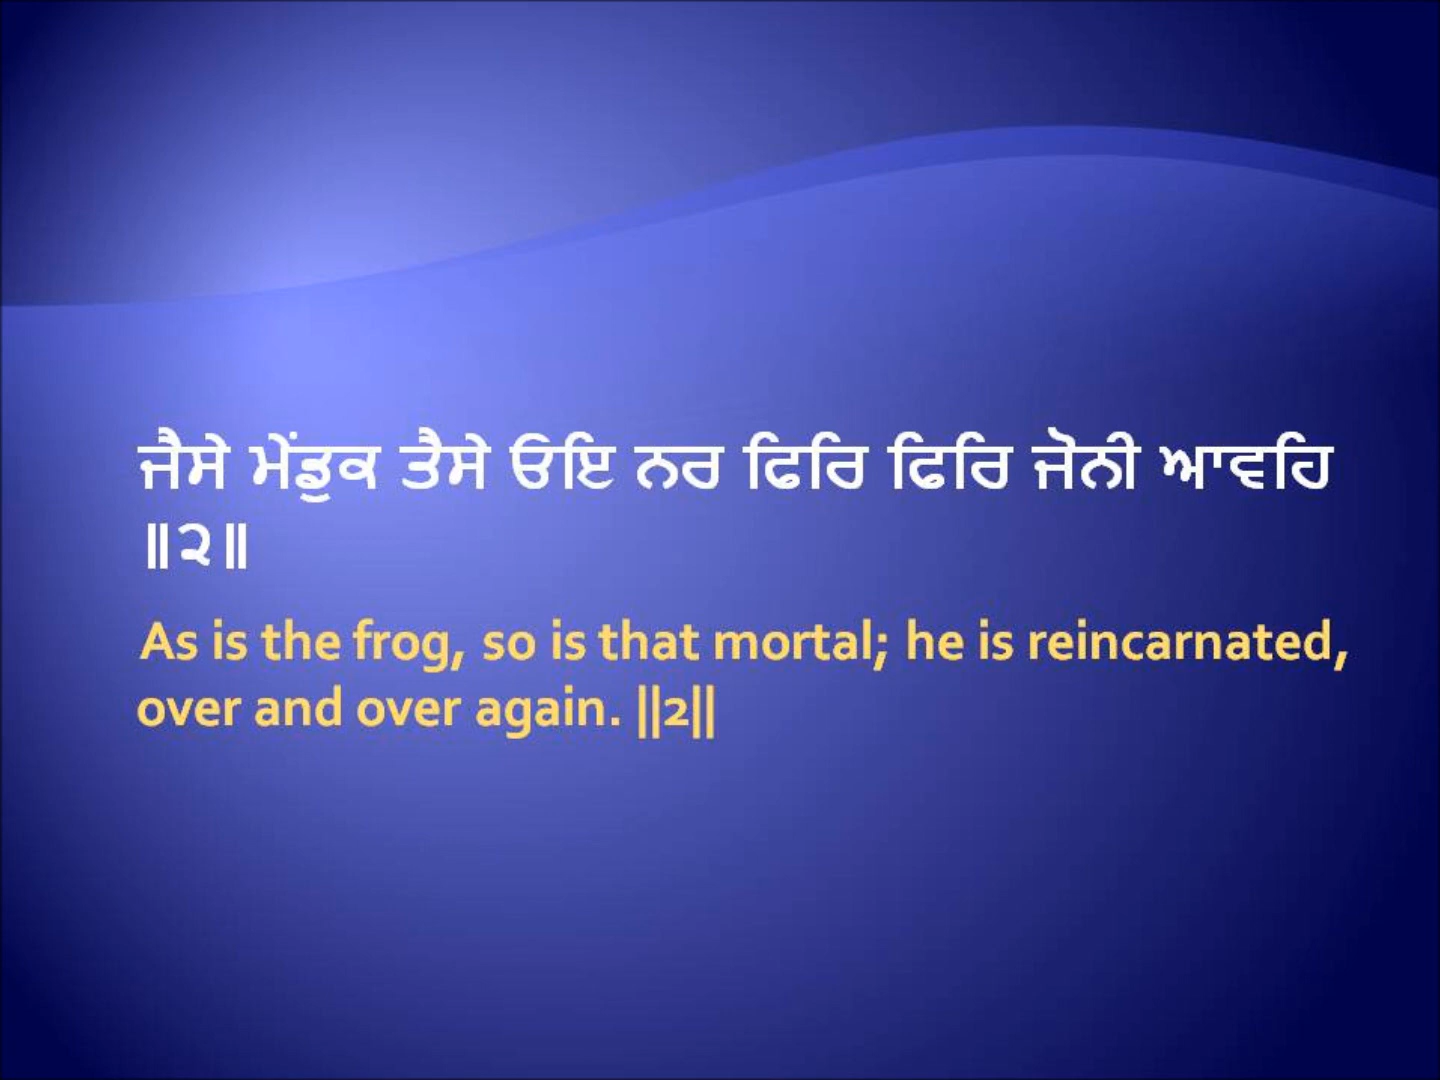 ਜੈਸੇ ਮੇਂਡੁਕ ਤੈਸੇ ਓਇ ਨਰ ਫਿਰਿ ਫਿਰਿ ਜੋਨੀ ਆਵਹਿ
॥੨॥
As is the frog, so is that mortal; he is reincarnated,
over and over again. ||2||